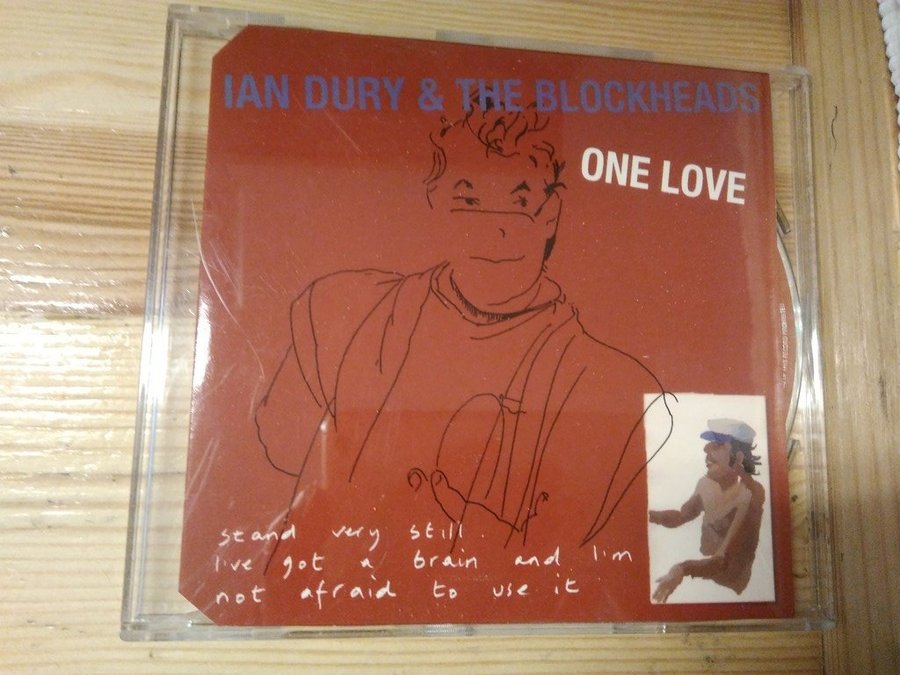 IAN DURY & THE BLOCKHEADS
ONE LOVE
stand very still.
I've got a brain and I'm
not afraid to use it